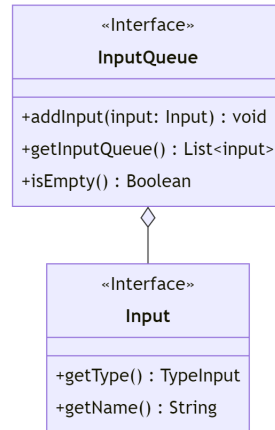 «Interface»
InputQueue
+addInput(input: Input) : void
+getInputQueue() : List<input>
+isEmpty() : Boolean
«Interface»
Input
+getType() : TypeInput
+getName() : String